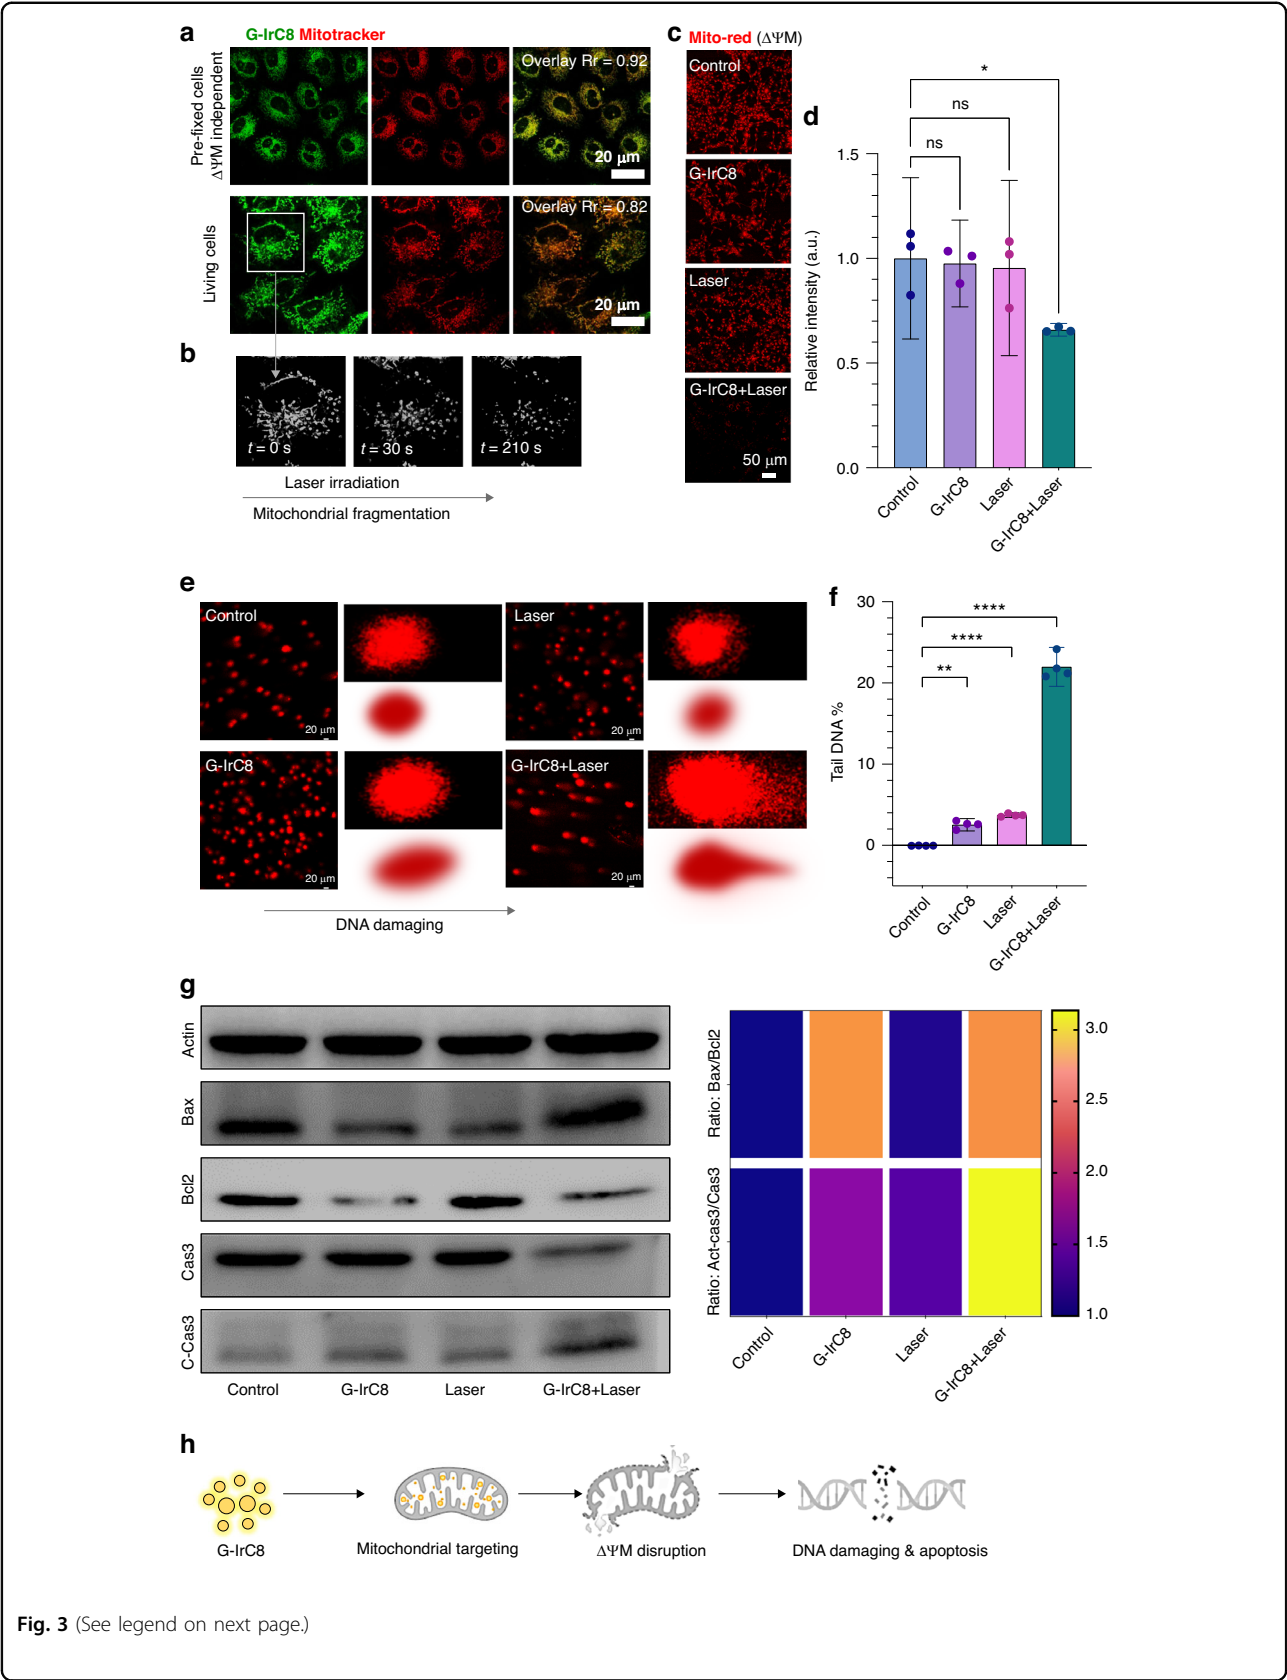 a
G-IrC8 Mitotracker
Pre-fixed cells
ΔΨM independent
Overlay Rr = 0.92
20 μm
Living cells
Overlay Rr = 0.82
20 μm
b
t = 0 s
t = 30 s
t = 210 s
Laser irradiation
Mitochondrial fragmentation
c
Mito-red (ΔΨM)
Control
G-IrC8
Laser
G-IrC8+Laser
50 μm
d
*
ns
ns
Relative intensity (a.u.)
1.5
1.0
0.5
0.0
Control
G-IrC8
Laser
G-IrC8+Laser
e
Control
20 μm
Laser
20 μm
G-IrC8
20 μm
G-IrC8+Laser
20 μm
DNA damaging
f
****
****
**
Tail DNA %
30
20
10
0
Control
G-IrC8
Laser
G-IrC8+Laser
g
Actin
Bax
Bcl2
Cas3
C-Cas3
Control
G-IrC8
Laser
G-IrC8+Laser
Ratio: Bax/Bcl2
Ratio: Act-cas3/Cas3
Control
G-IrC8
Laser
G-IrC8+Laser
3.0
2.5
2.0
1.5
1.0
h
G-IrC8
Mitochondrial targeting
ΔΨM disruption
DNA damaging & apoptosis
Fig. 3 (See legend on next page.)